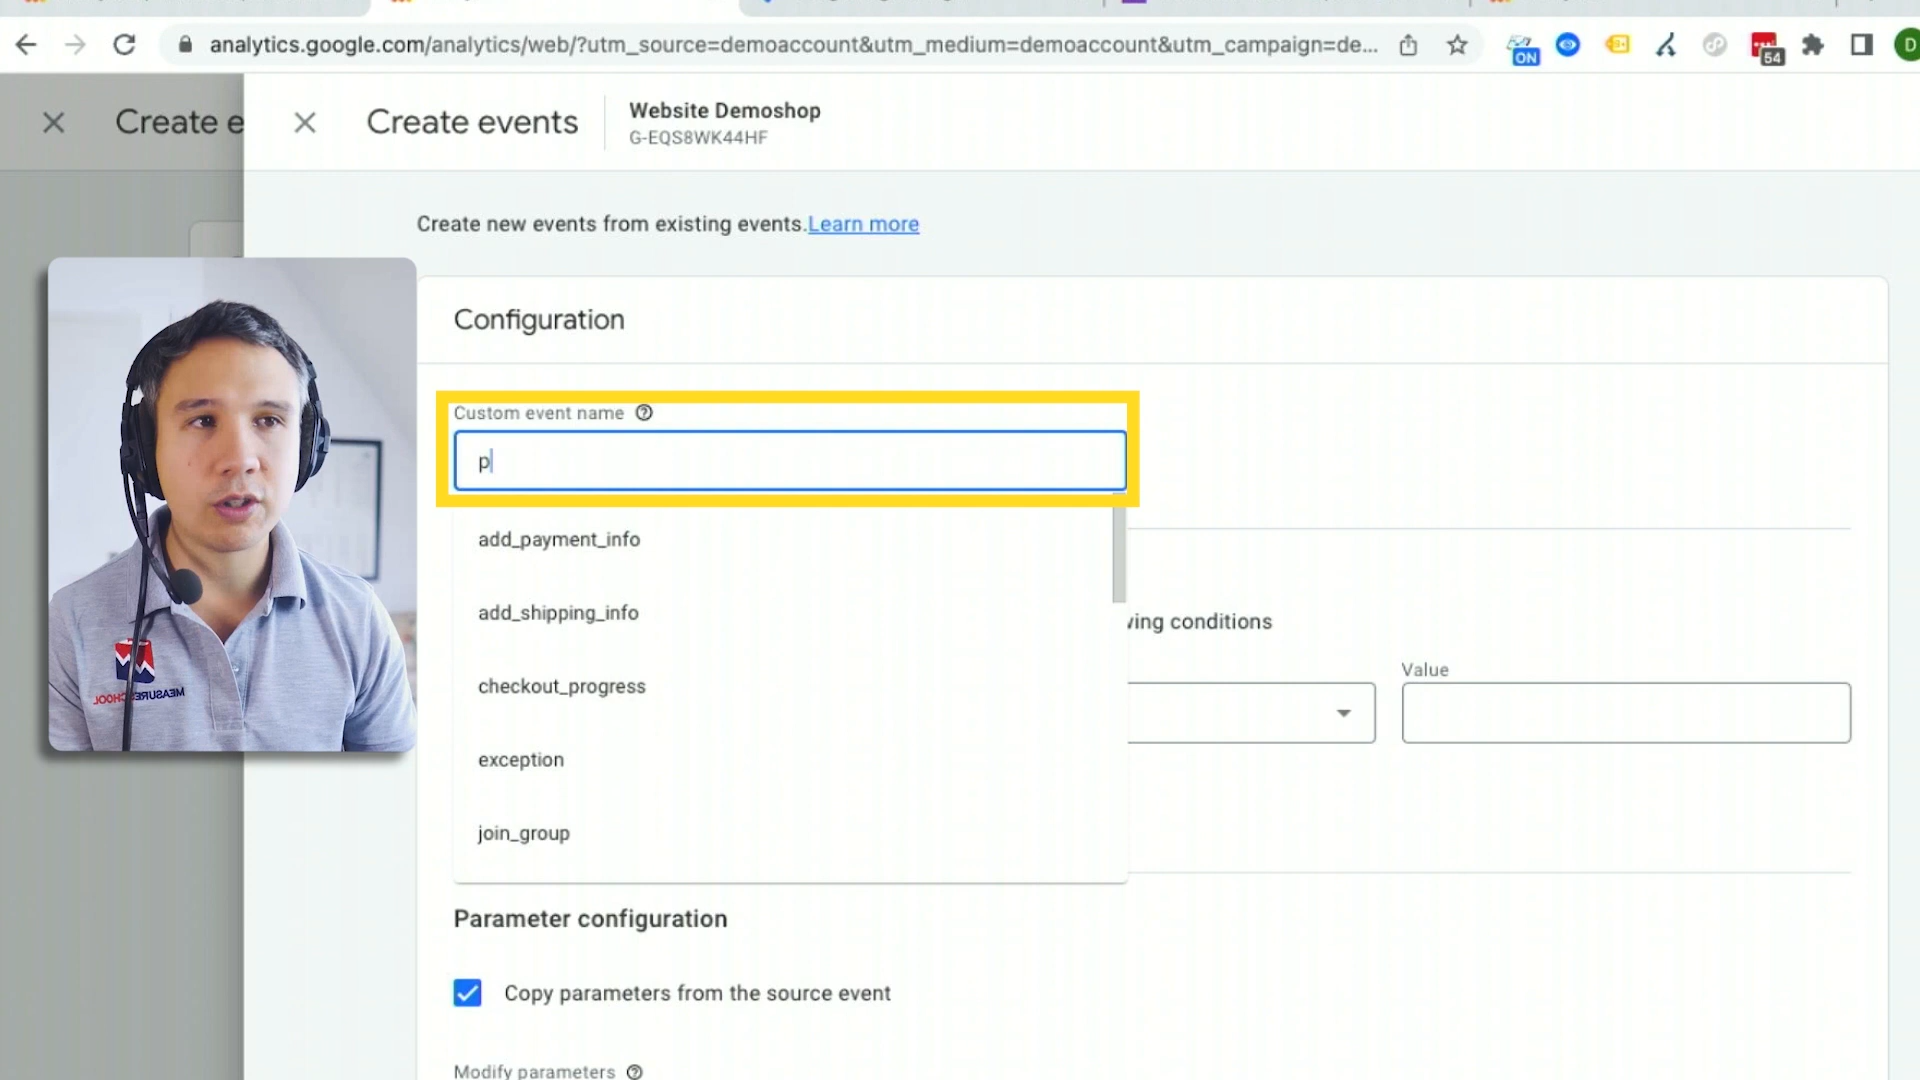 analytics.google.com/analytics/web/?utm_source=demoaccount&utm_medium=demoaccount&utm_campaign=de...
ON
54
D
Create e
Create events
Website Demoshop
G-EQS8WK44HF
Create new events from existing events. Learn more
Configuration
Custom event name
p
add_payment_info
add_shipping_info
checkout_progress
exception
join_group
ving conditions
Value
MEASURESCHOOL
Parameter configuration
Copy parameters from the source event
Modify parameters